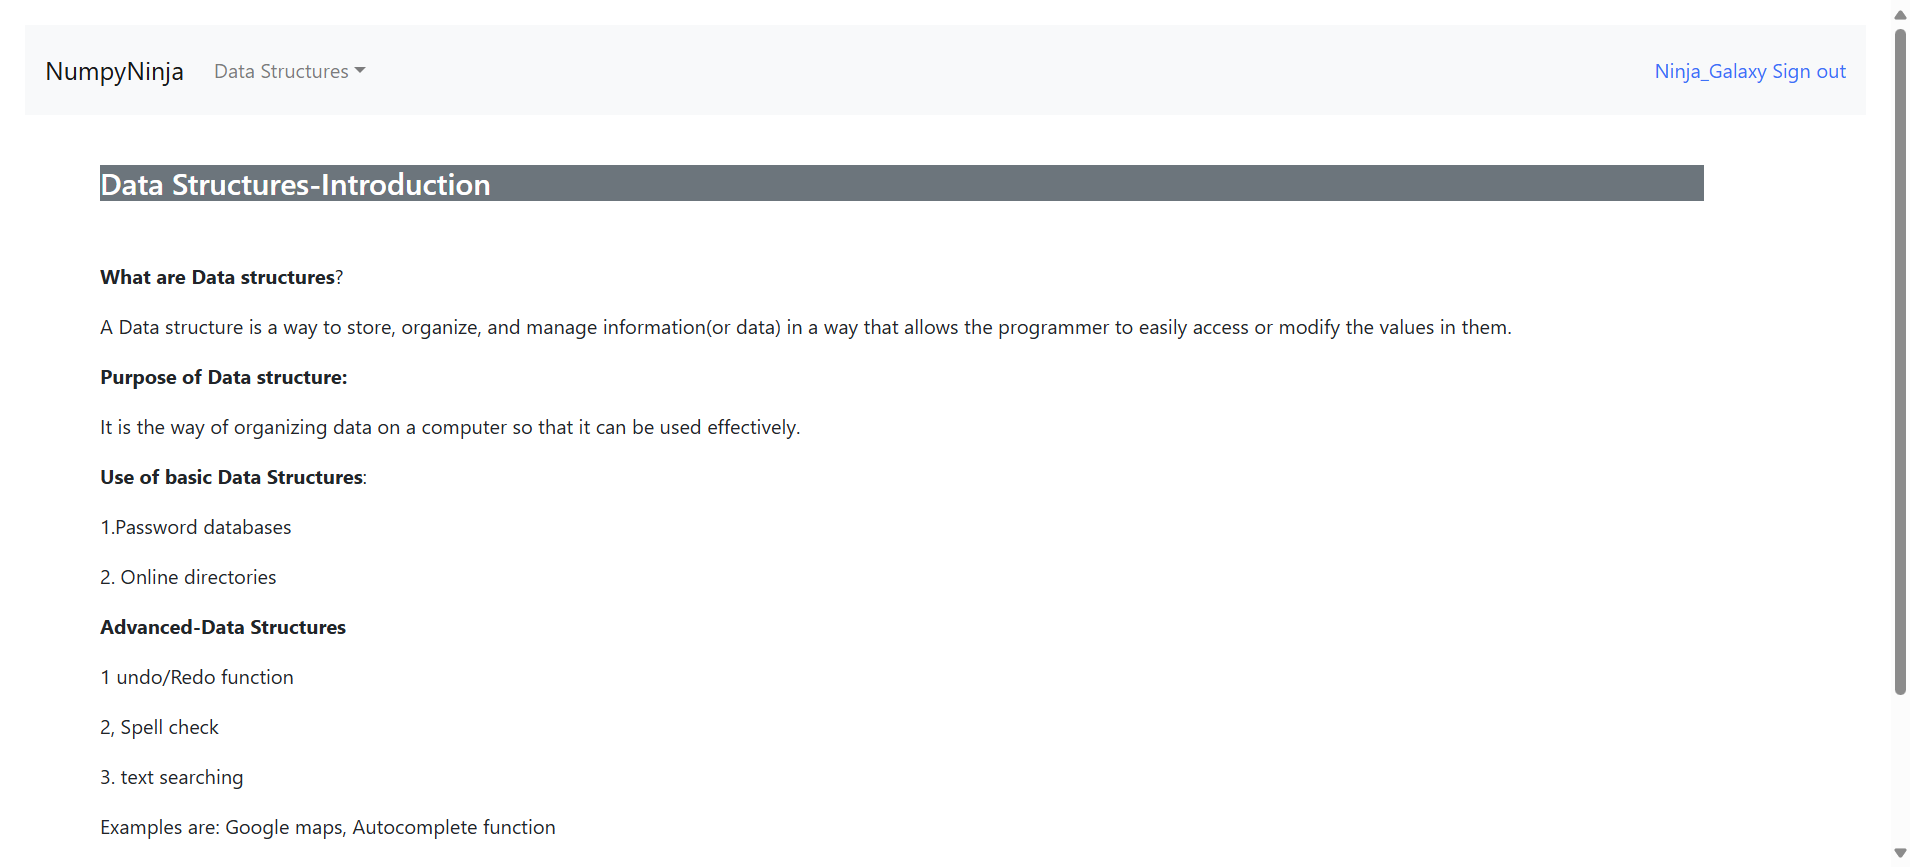 NumpyNinja Data Structures Ninja_Galaxy Sign out
Data Structures-Introduction
What are Data structures?
A Data structure is a way to store, organize, and manage information(or data) in a way that allows the programmer to easily access or modify the values in them.
Purpose of Data structure:
It is the way of organizing data on a computer so that it can be used effectively.
Use of basic Data Structures:
1.Password databases
2. Online directories
Advanced-Data Structures
1 undo/Redo function
2, Spell check
3. text searching
Examples are: Google maps, Autocomplete function